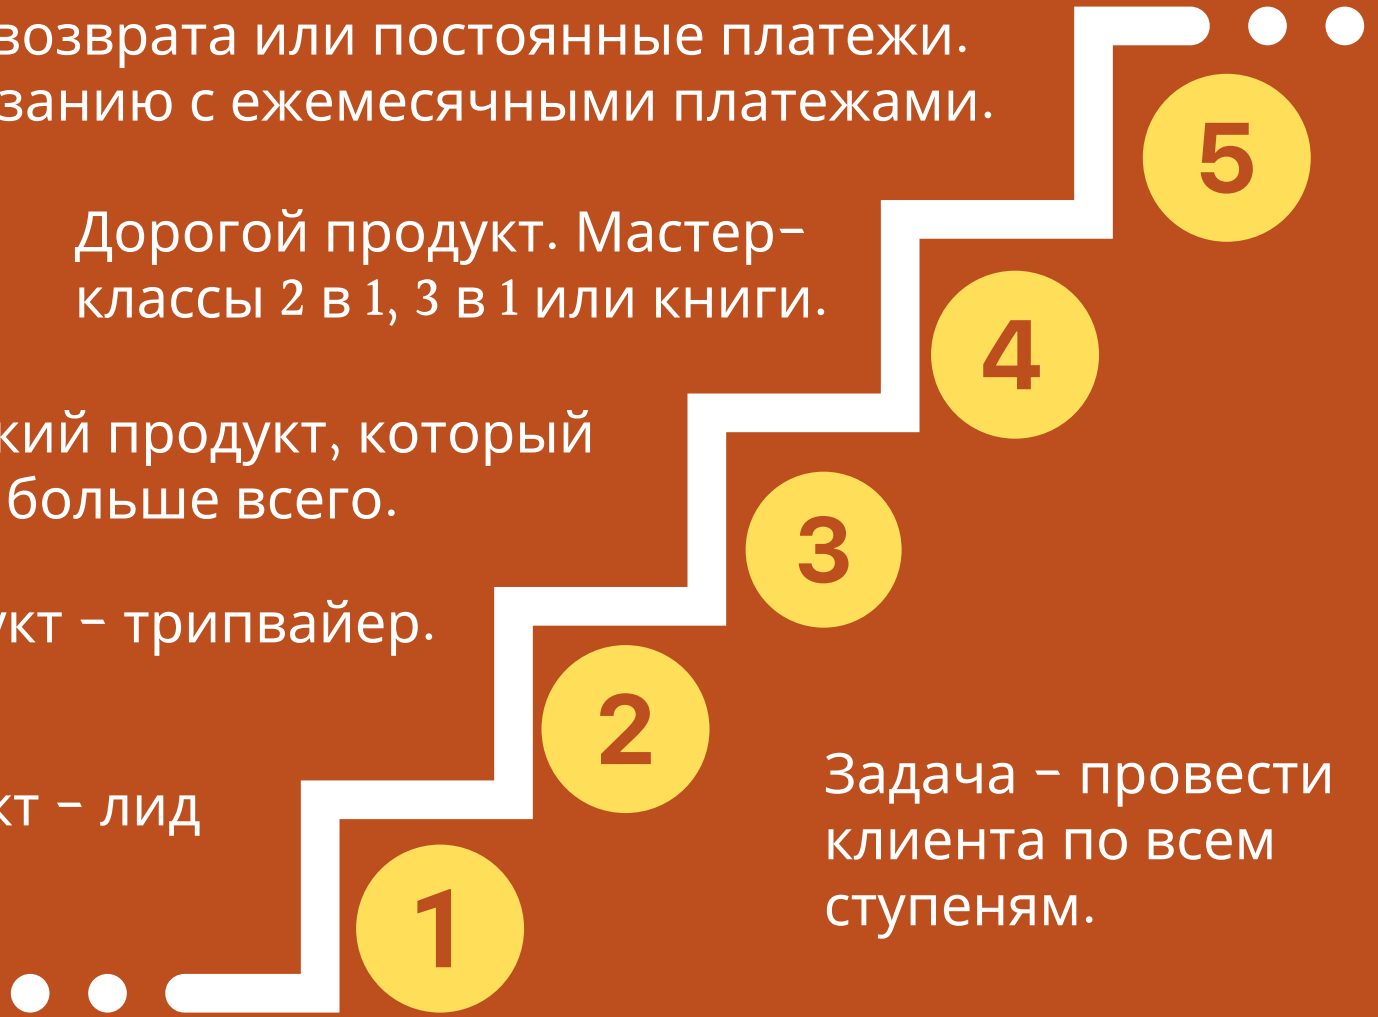 возврата или постоянные платежи.
занию с ежемесячными платежами.
5
Дорогой продукт. Мастер-
классы 2 в 1, 3 в 1 или книги.
4
кий продукт, который
больше всего.
3
укт - трипвайер.
2
кт - лид
1
Задача - провести
клиента по всем
ступеням.